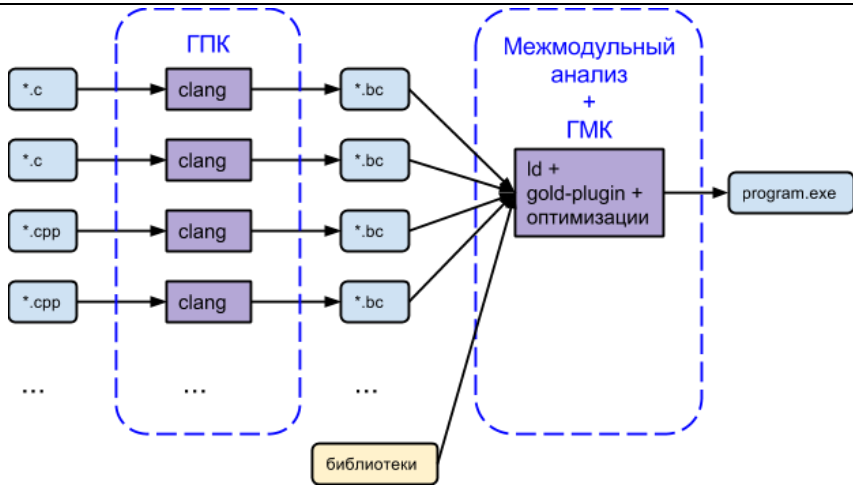 ГПК
Межмодульный
анализ
+
ГМК
*.c
clang
*.bc
*.c
clang
*.bc
ld +
gold-plugin +
оптимизации
program.exe
*.cpp
clang
*.bc
*.cpp
clang
*.bc
...
...
...
библиотеки